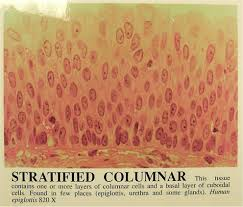 STRATIFIED COLUMNAR This tissue
contains one or more layers of columnar cells and a basal layer of cuboidal
cells. Found in few places (epiglottis, urethra and some glands). Human
epiglottis 820 X